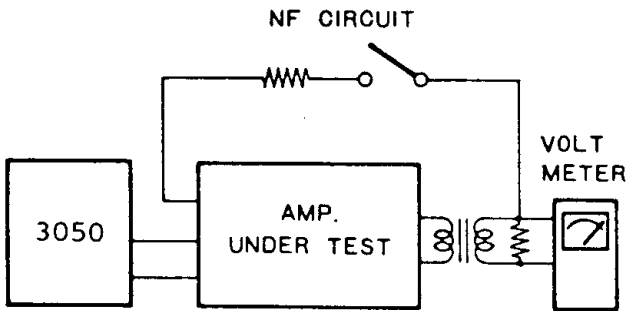 NF CIRCUIT
VOLT
METER
3050
AMP.
UNDER TEST